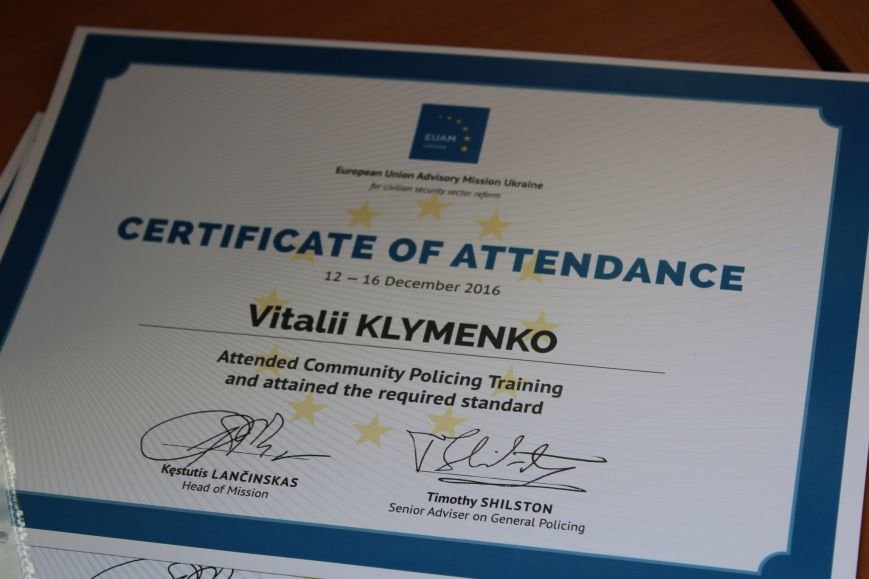 EUAM
European Union Advisory Mission Ukraine
for civilian security sector reform
CERTIFICATE OF ATTENDANCE
12 – 16 December 2016
Vitalii KLYMENKO
Attended Community Policing Training
and attained the required standard
Kęstutis LANČINSKAS
Head of Mission
Timothy SHILSTON
Senior Adviser on General Policing